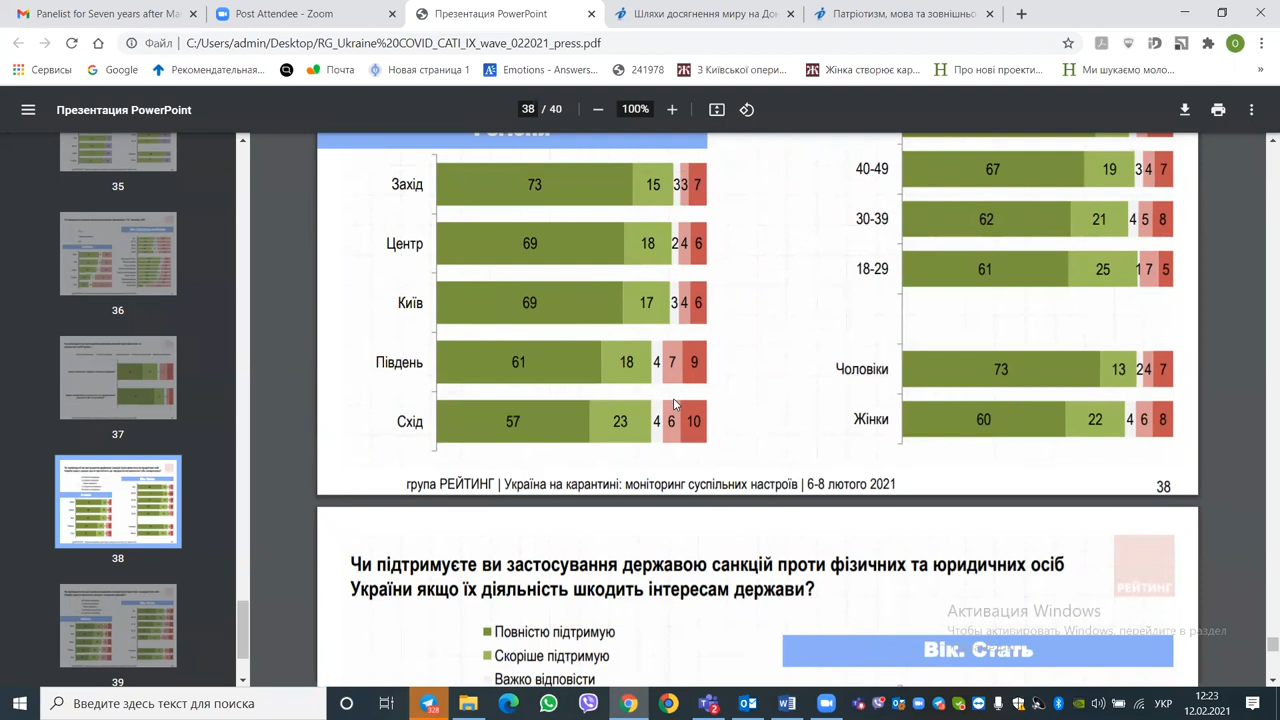 Panelist for Seven years after Mai
Post Attendee - Zoom
Презентация PowerPoint
Шляхи досягнення миру на Дон
Патріотизм, мова та зовнішньо
Файл
C:/Users/admin/Desktop/RG_Ukraine%20COVID_CATI_IX_wave_022021_press.pdf
O
Сервисы
Google
Рекомендательная...
Почта
Новая страница 1
Emotions - Answers...
241978
З Київської опери...
Жінка створює кар...
Про нові проекти...
Ми шукаємо моло...
»
Презентация PowerPoint
38 / 40
100%
35
36
37
38
39
Захід 73 15 3 3 7
Центр 69 18 2 4 6
Київ 69 17 3 4 6
Південь 61 18 4 7 9
Схід 57 23 4 6 10
40-49 67 19 3 4 7
30-39 62 21 4 5 8
18-29 61 25 1 7 5
Чоловіки 73 13 2 4 7
Жінки 60 22 4 6 8
група РЕЙТИНГ | Україна на карантині: моніторинг суспільних настроїв | 6-8 лютого 2021
38
Чи підтримуєте ви застосування державою санкцій проти фізичних та юридичних осіб
України якщо їх діяльність шкодить інтересам держави?
РЕЙТИНГ
Повністю підтримую
Скоріше підтримую
Важко відповісти
Вік. Стать
Активация Windows
Чтобы активировать Windows, перейдите в раздел
Введите здесь текст для поиска
328
2
УКР
12:23
12.02.2021